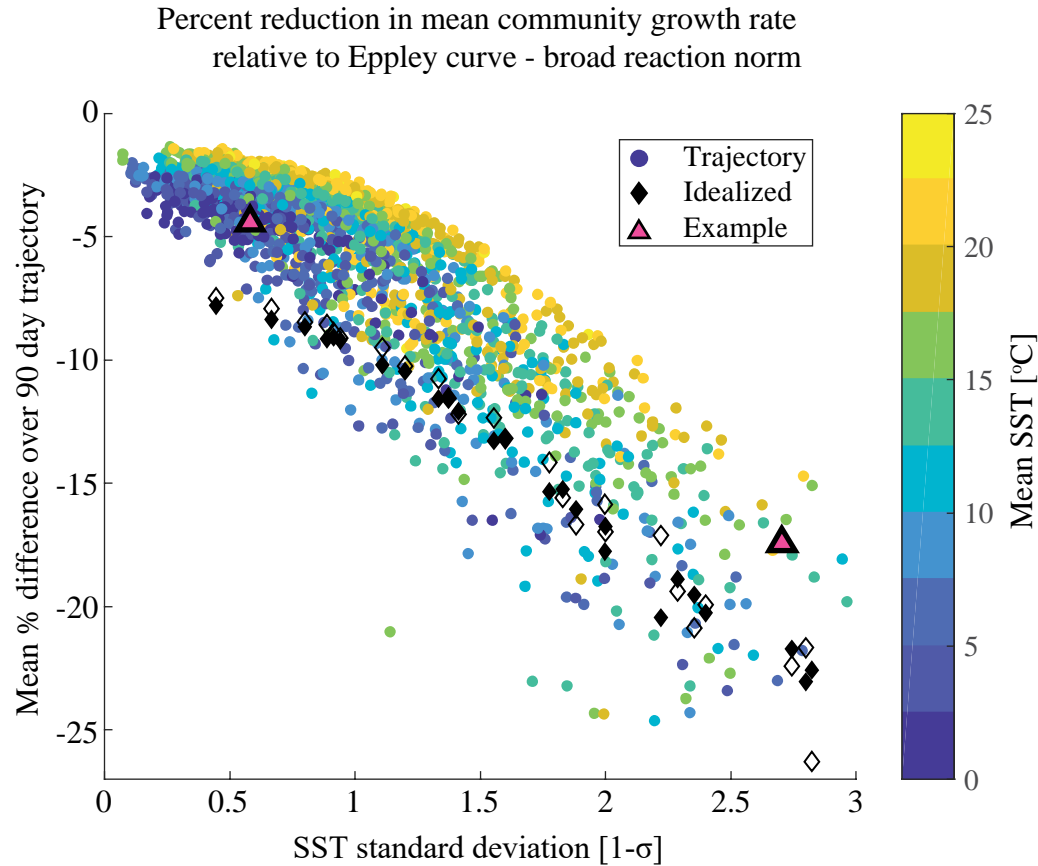 Percent reduction in mean community growth rate
relative to Eppley curve - broad reaction norm
Mean % difference over 90 day trajectory
0
-5
-10
-15
-20
-25
0
0.5
1
1.5
2
2.5
3
SST standard deviation [1-σ]
Trajectory
Idealized
Example
25
20
15
10
5
0
Mean SST [°C]